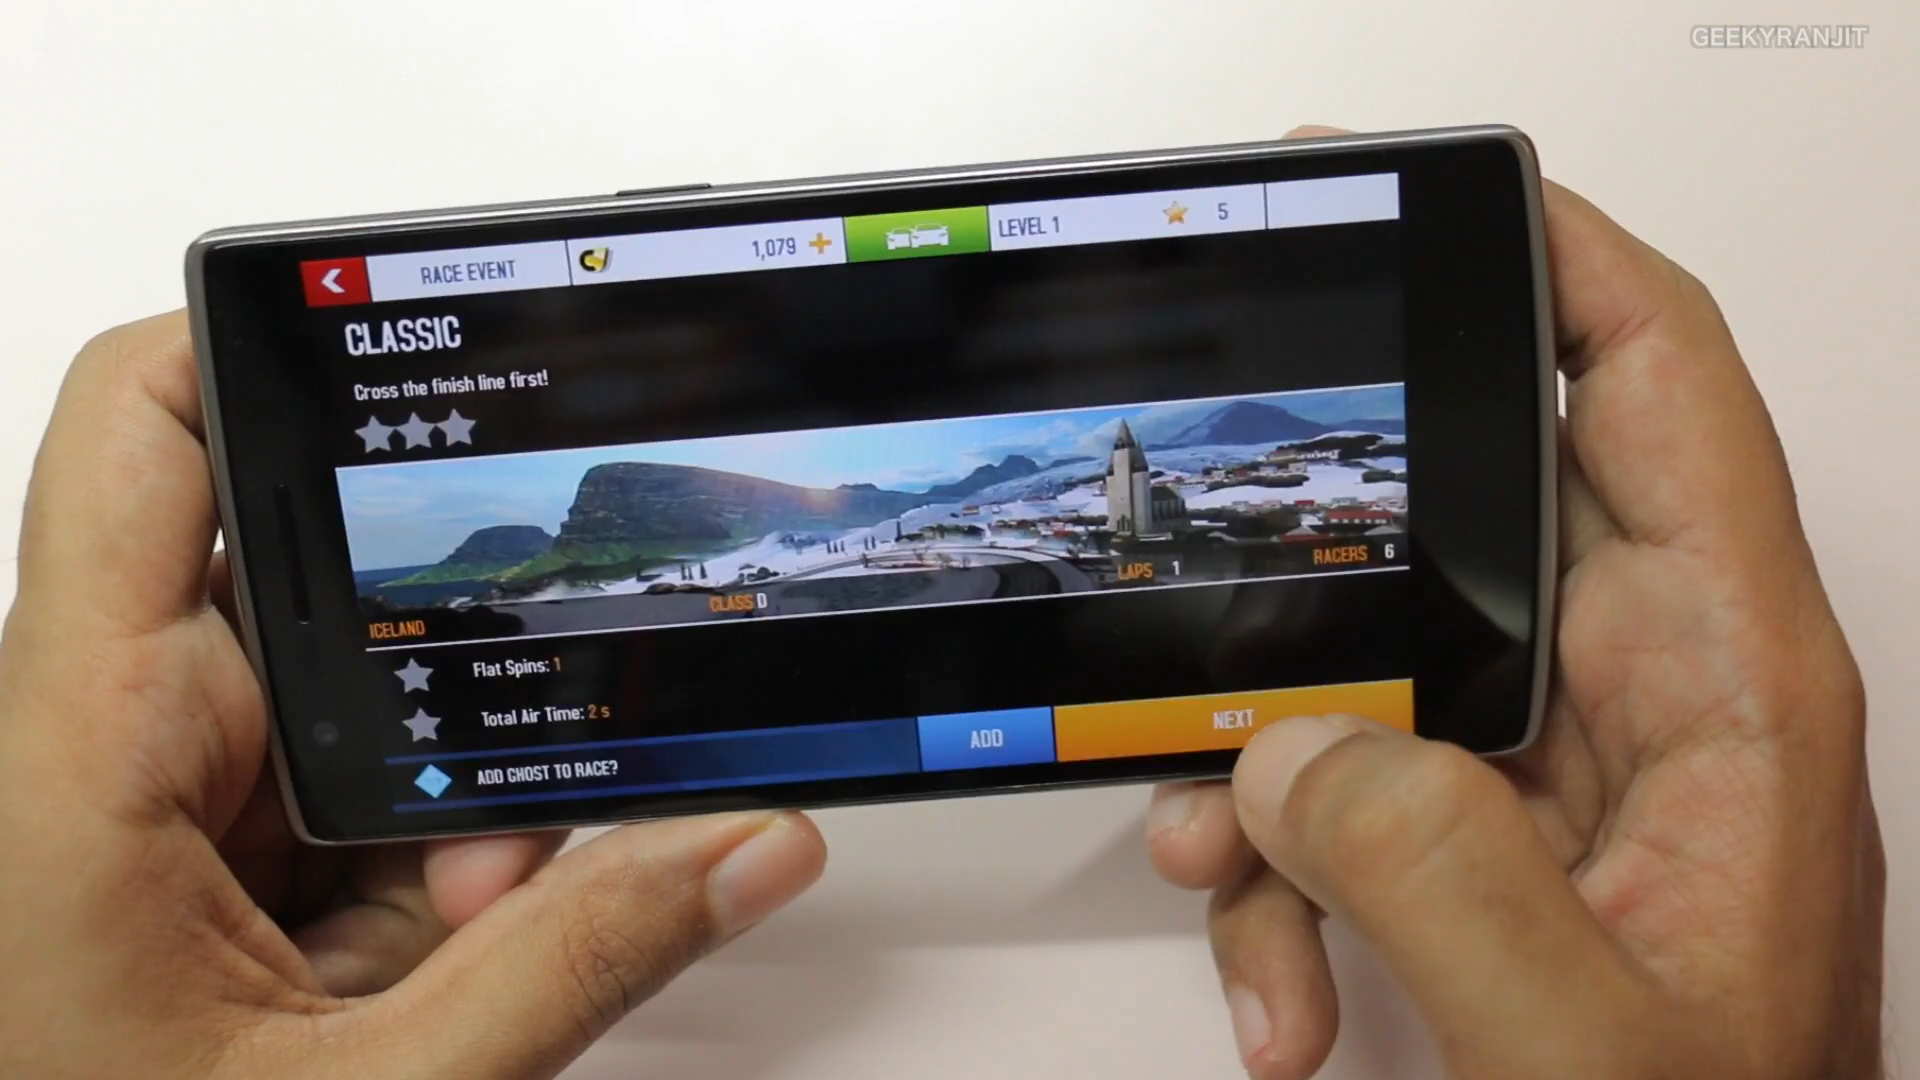 GEEKYRANJIT
RACE EVENT
1,079
LEVEL 1
5
CLASSIC
Cross the finish line first!
ICELAND
CLASS D
LAPS 1
RACERS 6
Flat Spins: 1
Total Air Time: 2 s
ADD GHOST TO RACE?
ADD
NEXT